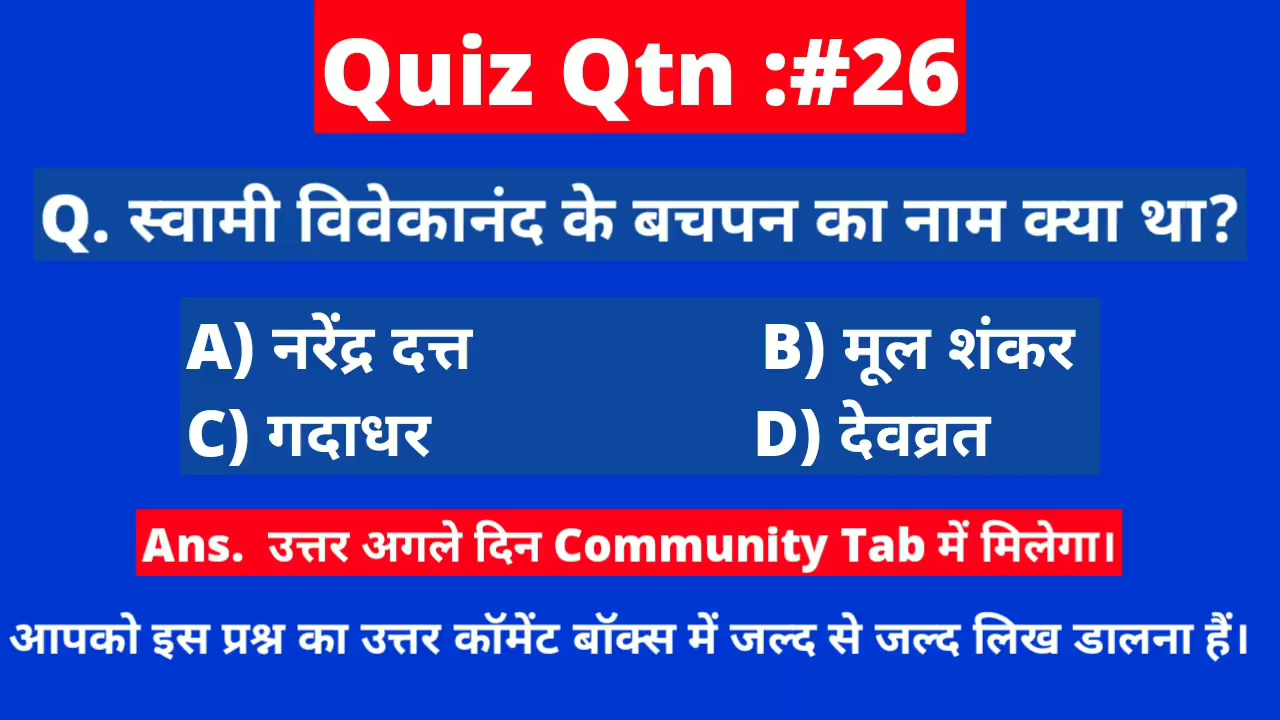 Quiz Qtn :#26
Q. स्वामी विवेकानंद के बचपन का नाम क्या था?
A) नरेंद्र दत्त B) मूल शंकर
C) गदाधर D) देवव्रत
Ans. उत्तर अगले दिन Community Tab में मिलेगा।
आपको इस प्रश्न का उत्तर कॉमेंट बॉक्स में जल्द से जल्द लिख डालना हैं।